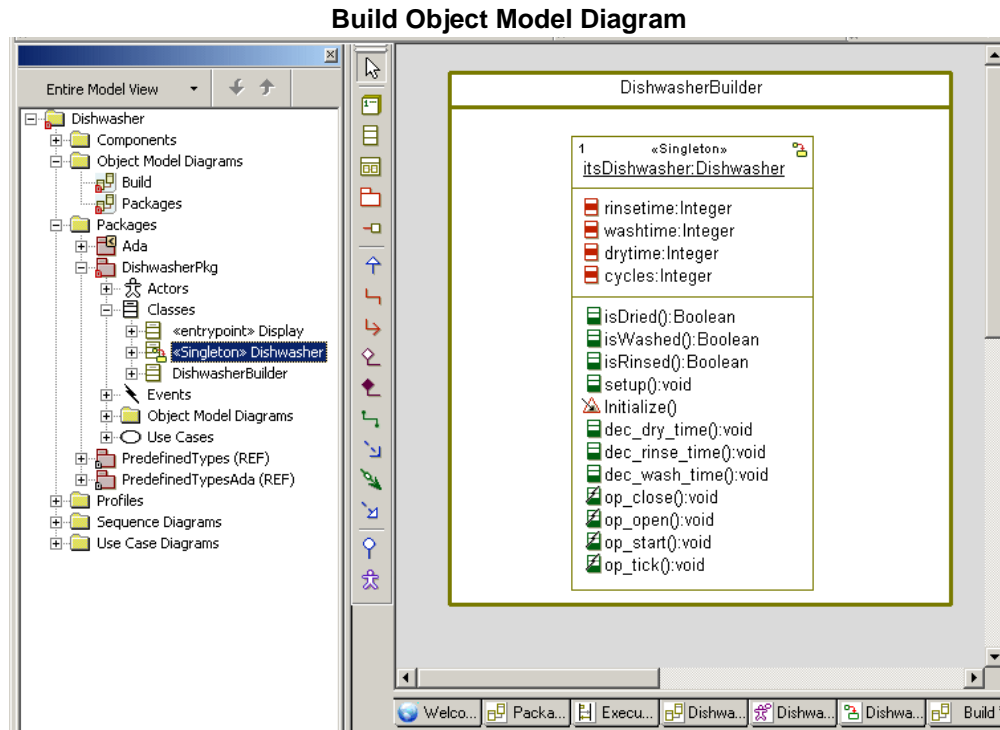 Build Object Model Diagram
Entire Model View
Dishwasher
Components
Object Model Diagrams
Build
Packages
Packages
Ada
DishwasherPkg
Actors
Classes
«entrypoint» Display
«Singleton» Dishwasher
DishwasherBuilder
Events
Object Model Diagrams
Use Cases
PredefinedTypes (REF)
PredefinedTypesAda (REF)
Profiles
Sequence Diagrams
Use Case Diagrams
DishwasherBuilder
1 «Singleton»
itsDishwasher:Dishwasher
rinsetime:Integer
washtime:Integer
drytime:Integer
cycles:Integer
isDried():Boolean
isWashed():Boolean
isRinsed():Boolean
setup():void
Initialize()
dec_dry_time():void
dec_rinse_time():void
dec_wash_time():void
op_close():void
op_open():void
op_start():void
op_tick():void
Welco... Packa... Execu... Dishwa... Dishwa... Dishwa... Build